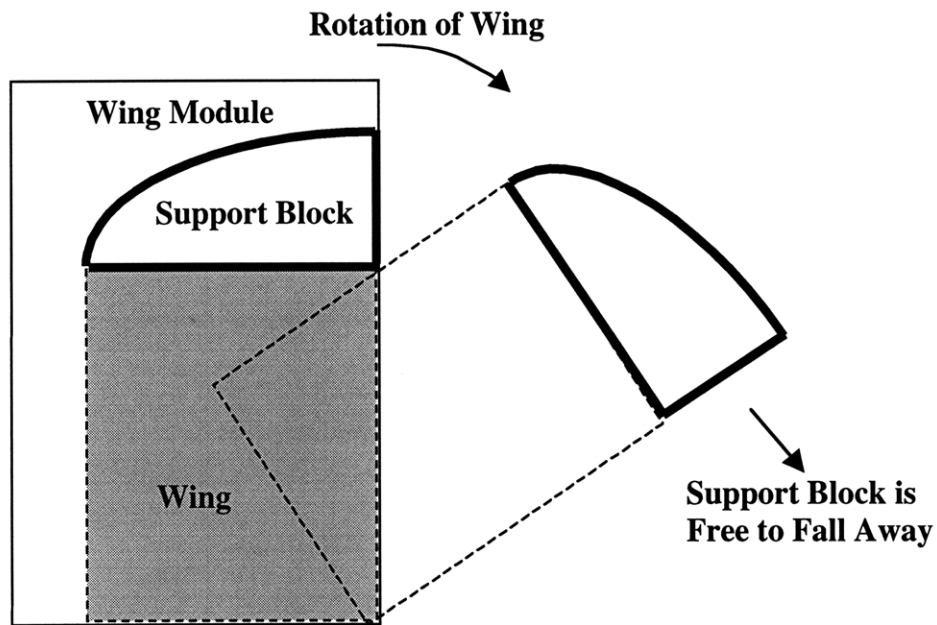 Rotation of Wing
Wing Module
Support Block
Wing
Support Block is
Free to Fall Away